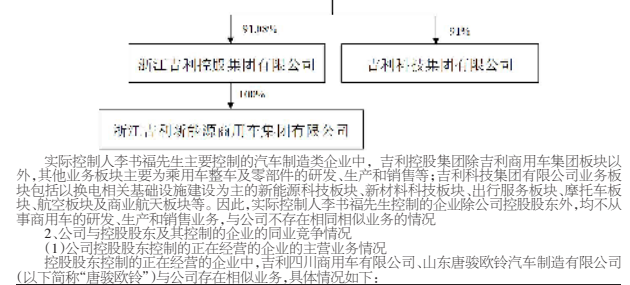 91.08%
91%
浙江吉利控股集团有限公司
吉利科技集团有限公司
100%
浙江吉利新能源商用车集团有限公司
实际控制人李书福先生主要控制的汽车制造类企业中，吉利控股集团除吉利商用车集团板块以
外，其他业务板块主要为乘用车整车及零部件的研发、生产和销售等；吉利科技集团有限公司业务板
块包括以换电相关基础设施建设为主的新能源科技板块、新材料科技板块、出行服务板块、摩托车板
块、航空板块及商业航天板块等。因此，实际控制人李书福先生控制的企业除公司控股股东外，均不从
事商用车的研发、生产和销售业务，与公司不存在相同相似业务的情况
2、公司与控股股东及其控制的企业的同业竞争情况
(1)公司控股股东控制的正在经营的企业的主营业务情况
控股股东控制的正在经营的企业中，吉利四川商用车有限公司、山东唐骏欧铃汽车制造有限公司
(以下简称“唐骏欧铃”)与公司存在相似业务，具体情况如下：